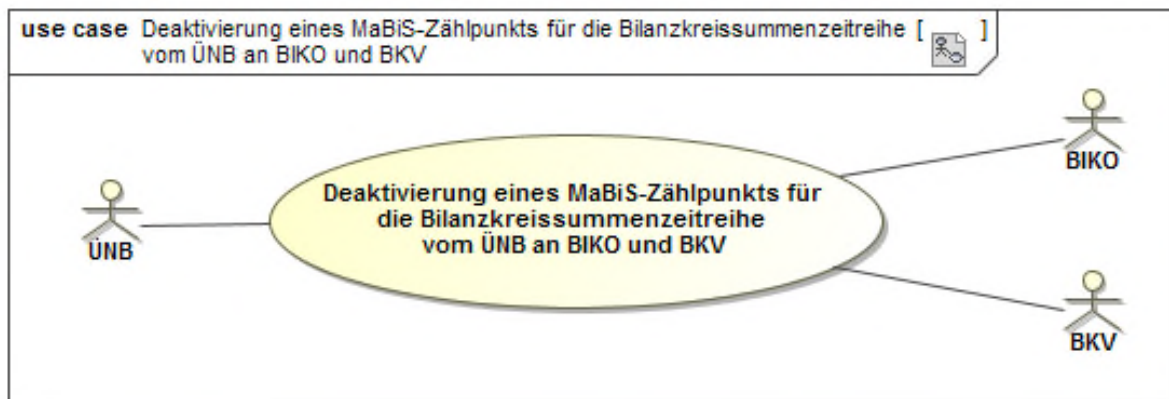 use case Deaktivierung eines MaBiS-Zählpunkts für die Bilanzkreissummenzeitreihe [ ]
vom ÜNB an BIKO und BKV
BIKO
Deaktivierung eines MaBiS-Zählpunkts für
die Bilanzkreissummenzeitreihe
vom ÜNB an BIKO und BKV
ÜNB
BKV